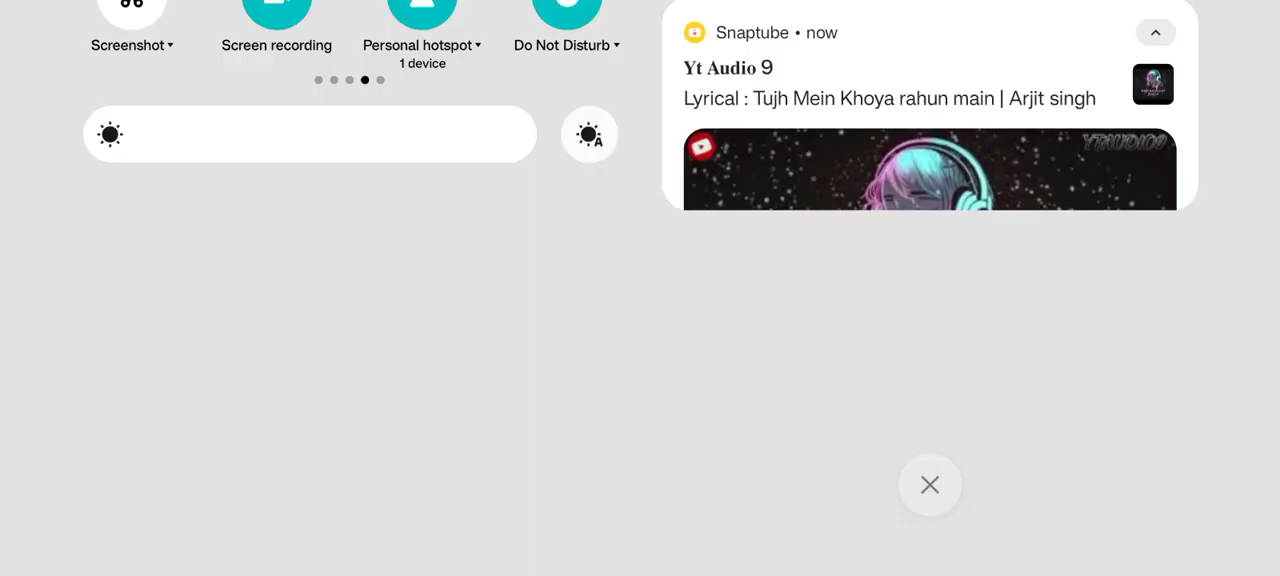 Screenshot▾
Screen recording
Personal hotspot▾
1 device
Do Not Disturb▾
A
Snaptube • now
Yt Audio 9
Lyrical : Tujh Mein Khoya rahun main | Arjit singh
YTAUDIO9